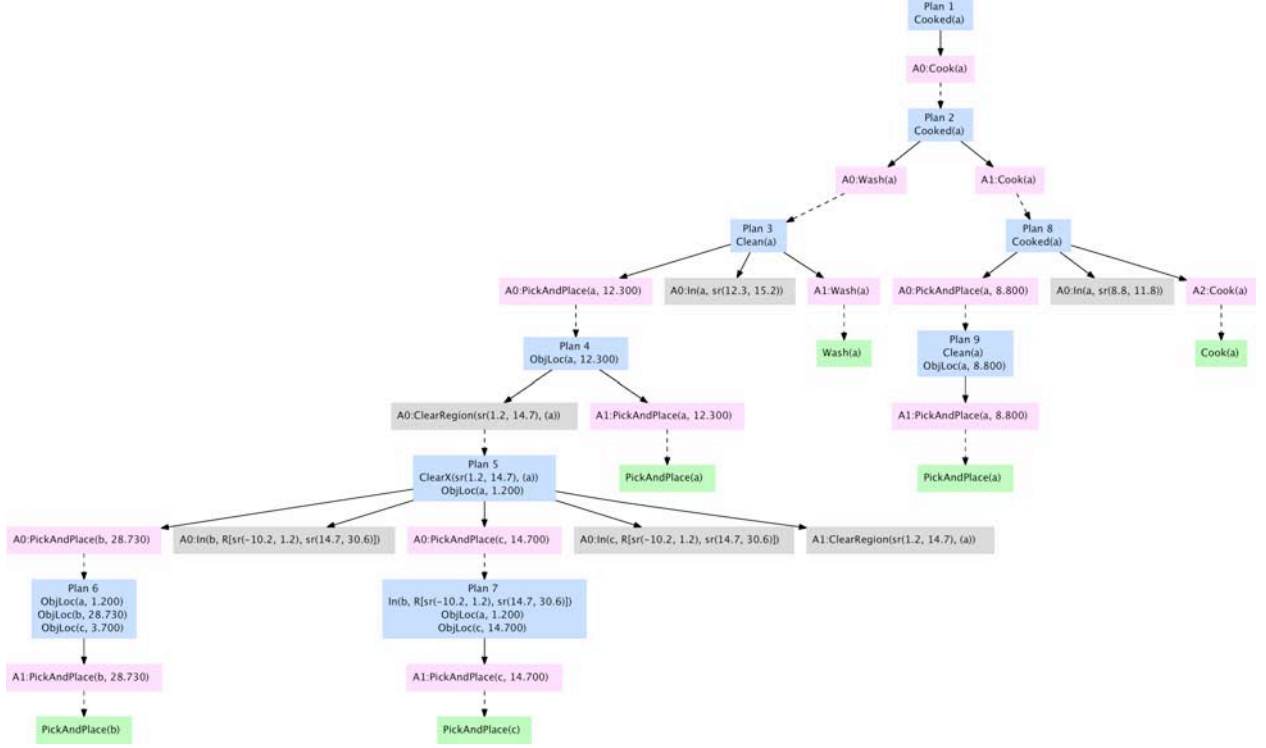 Plan 1
Cooked(a)
A0:Cook(a)
Plan 2
Cooked(a)
A0:Wash(a)
A1:Cook(a)
Plan 3
Clean(a)
Plan 8
Cooked(a)
A0:PickAndPlace(a, 12.300)
A0:In(a, sr(12.3, 15.2))
A1:Wash(a)
A0:PickAndPlace(a, 8.800)
A0:In(a, sr(8.8, 11.8))
A2:Cook(a)
Plan 4
ObjLoc(a, 12.300)
Wash(a)
Plan 9
Clean(a)
ObjLoc(a, 8.800)
Cook(a)
A0:ClearRegion(sr(1.2, 14.7), (a))
A1:PickAndPlace(a, 12.300)
A1:PickAndPlace(a, 8.800)
Plan 5
ClearX(sr(1.2, 14.7), (a))
ObjLoc(a, 1.200)
PickAndPlace(a)
PickAndPlace(a)
A0:PickAndPlace(b, 28.730)
A0:In(b, R[sr(-10.2, 1.2), sr(14.7, 30.6)])
A0:PickAndPlace(c, 14.700)
A0:In(c, R[sr(-10.2, 1.2), sr(14.7, 30.6)])
A1:ClearRegion(sr(1.2, 14.7), (a))
Plan 6
ObjLoc(a, 1.200)
ObjLoc(b, 28.730)
ObjLoc(c, 3.700)
Plan 7
In(b, R[sr(-10.2, 1.2), sr(14.7, 30.6)])
ObjLoc(a, 1.200)
ObjLoc(c, 14.700)
A1:PickAndPlace(b, 28.730)
A1:PickAndPlace(c, 14.700)
PickAndPlace(b)
PickAndPlace(c)